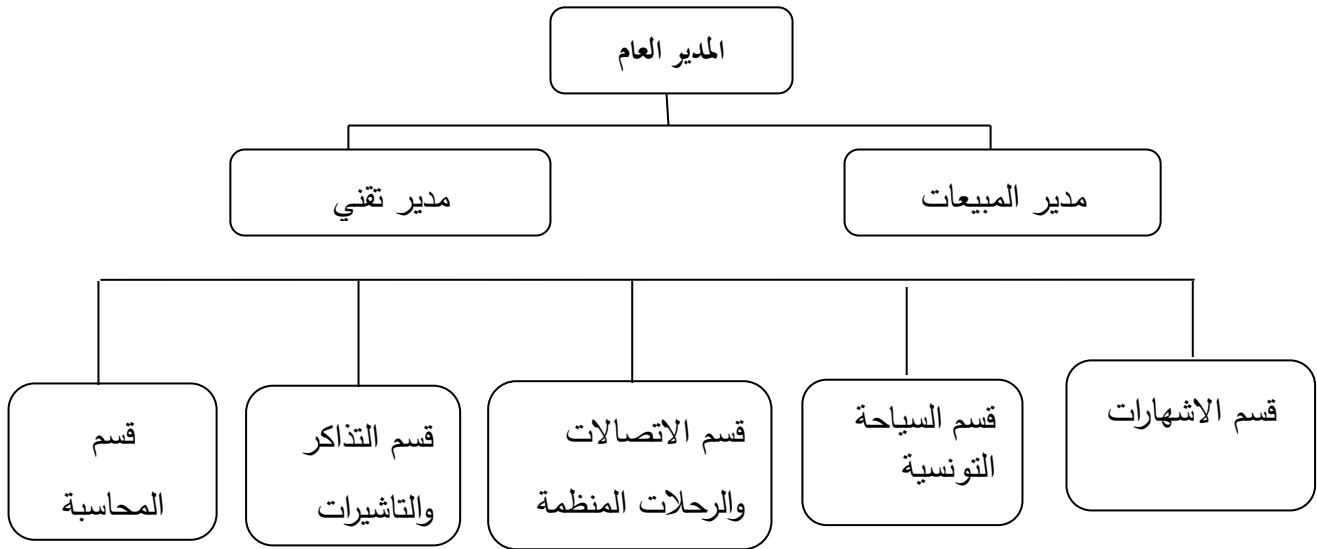 المدير العام
مدير المبيعات
مدير تقني
قسم الاشهارات
قسم السياحة
التونسية
قسم الاتصالات
والرحلات المنظمة
قسم التذاكر
والتاشيرات
قسم
المحاسبة